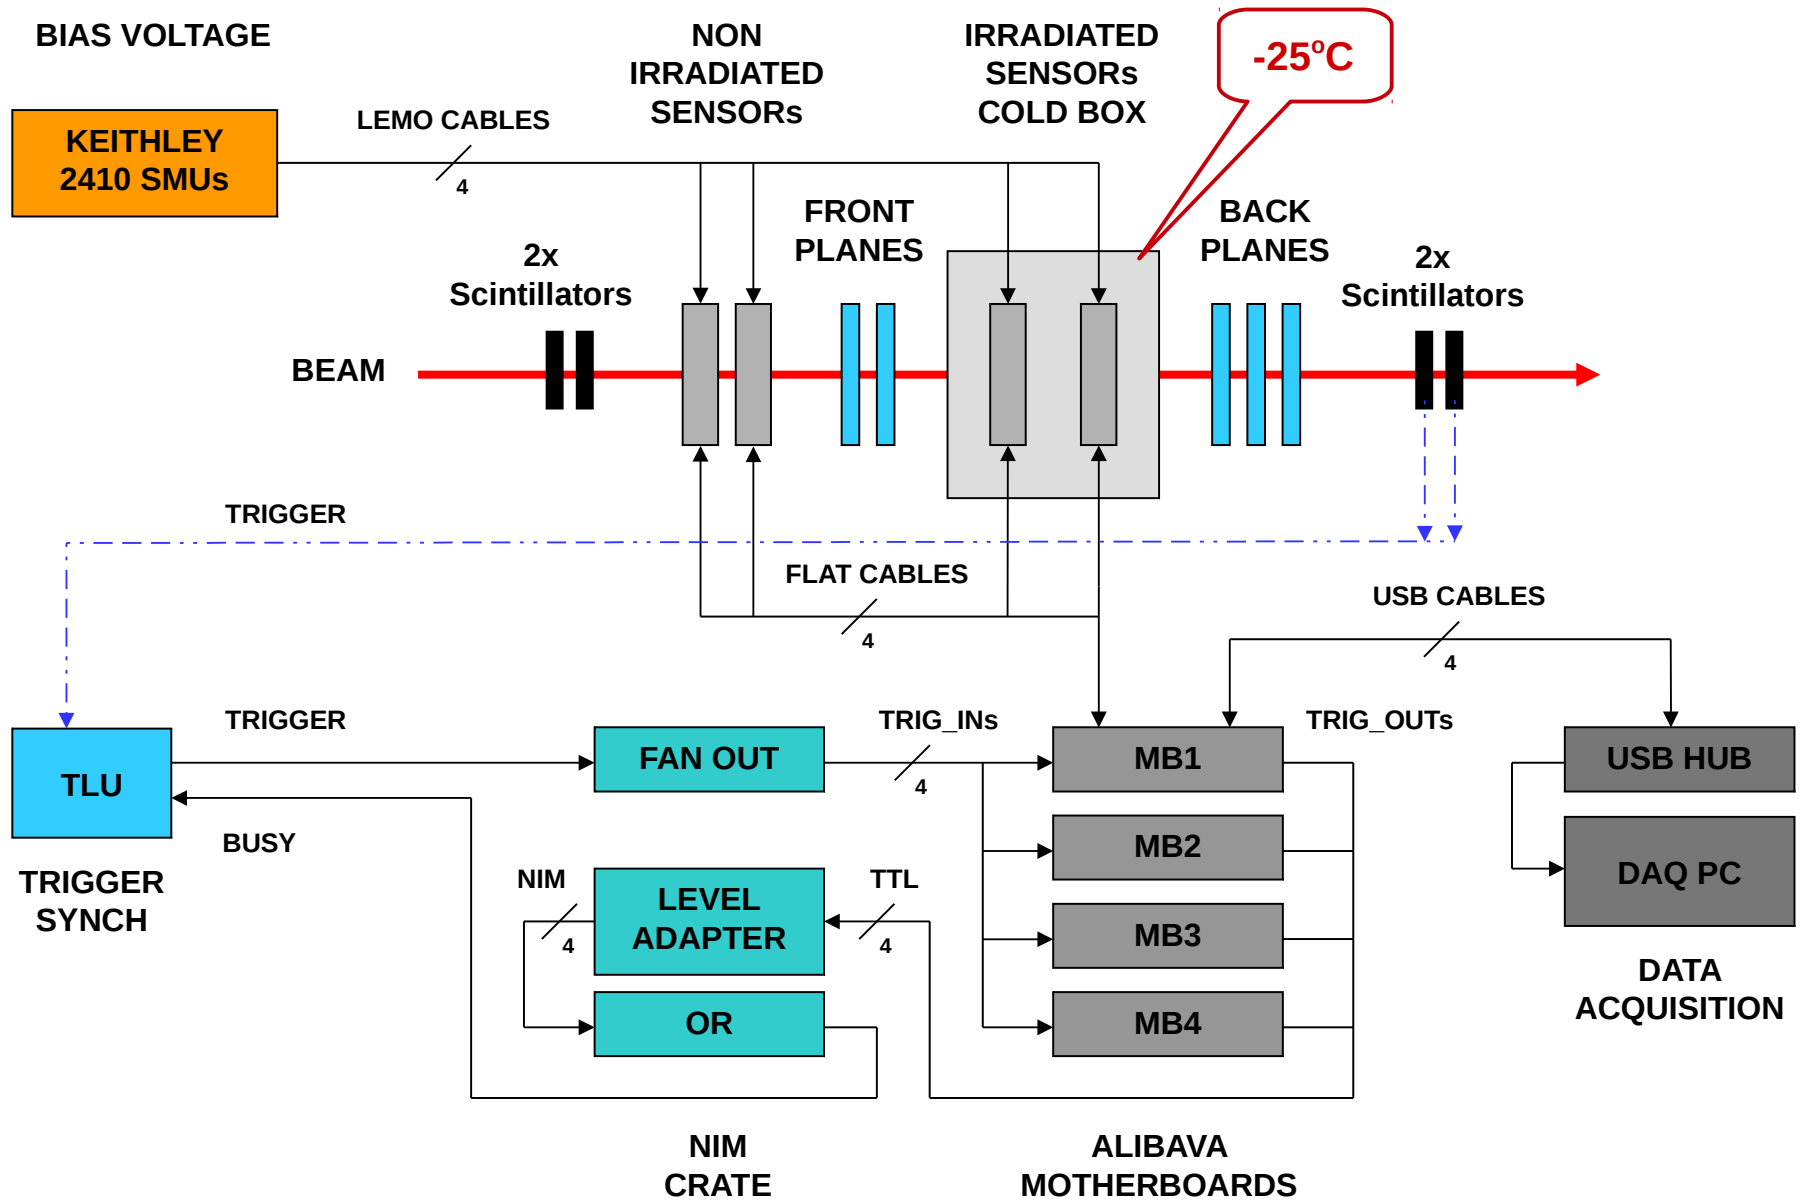 BIAS VOLTAGE
NON
IRRADIATED
SENSORs
IRRADIATED
SENSORs
COLD BOX
-25°C
KEITHLEY
2410 SMUs
LEMO CABLES
4
FRONT
PLANES
BACK
PLANES
2x
Scintillators
2x
Scintillators
BEAM
TRIGGER
FLAT CABLES
4
USB CABLES
4
TRIGGER
TLU
BUSY
TRIGGER
SYNCH
FAN OUT
TRIG_INs
4
MB1
TRIG_OUTs
USB HUB
MB2
DAQ PC
NIM
4
LEVEL
ADAPTER
TTL
4
MB3
OR
MB4
DATA
ACQUISITION
NIM
CRATE
ALIBAVA
MOTHERBOARDS